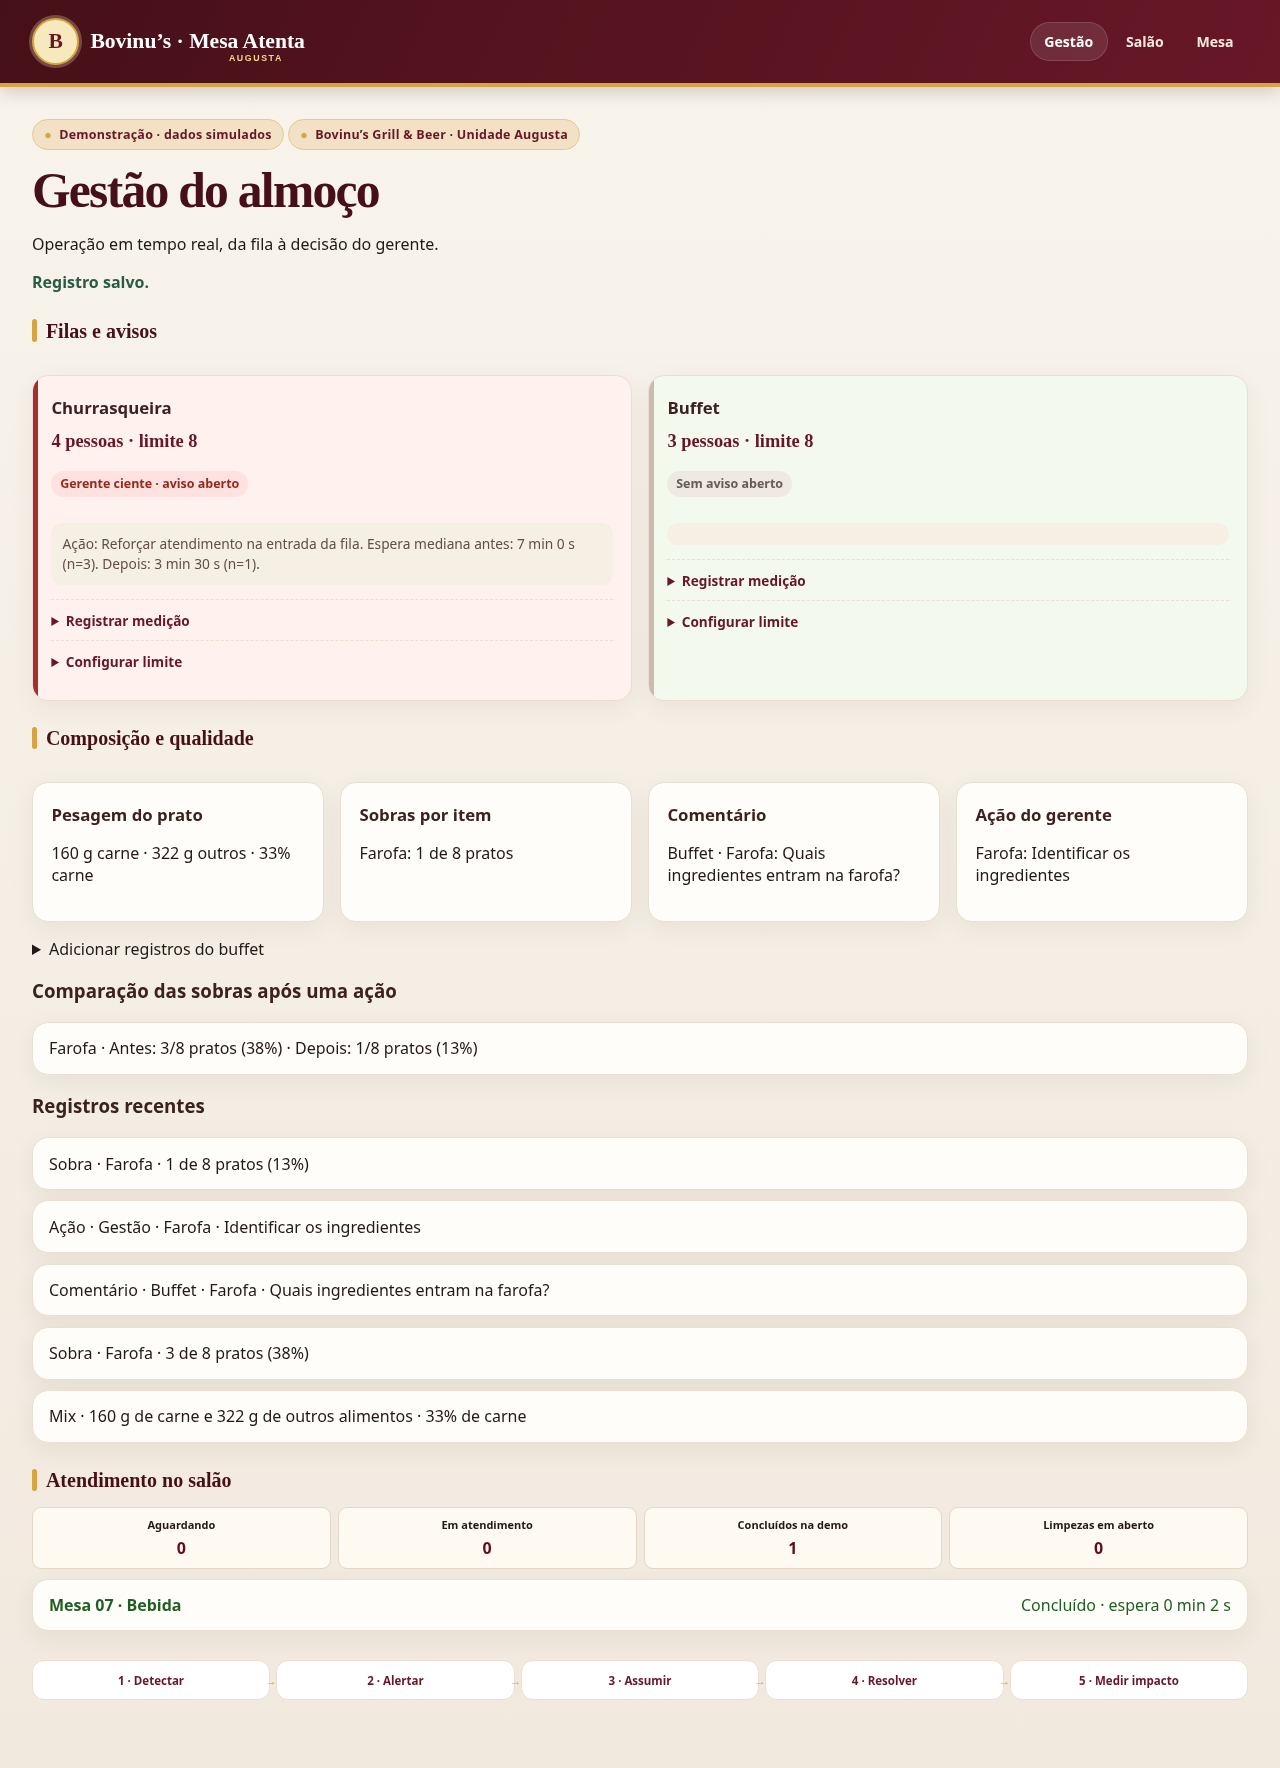 B
Bovinu’s · Mesa Atenta
AUGUSTA
Gestão
Salão
Mesa
Demonstração · dados simulados
Bovinu’s Grill & Beer · Unidade Augusta
Gestão do almoço
Operação em tempo real, da fila à decisão do gerente.
Registro salvo.
Filas e avisos
Churrasqueira
4 pessoas · limite 8
Gerente ciente · aviso aberto
Ação: Reforçar atendimento na entrada da fila. Espera mediana antes: 7 min 0 s
(n=3). Depois: 3 min 30 s (n=1).
Registrar medição
Configurar limite
Buffet
3 pessoas · limite 8
Sem aviso aberto
Registrar medição
Configurar limite
Composição e qualidade
Pesagem do prato
160 g carne · 322 g outros · 33%
carne
Sobras por item
Farofa: 1 de 8 pratos
Comentário
Buffet · Farofa: Quais
ingredientes entram na farofa?
Ação do gerente
Farofa: Identificar os
ingredientes
Adicionar registros do buffet
Comparação das sobras após uma ação
Farofa · Antes: 3/8 pratos (38%) · Depois: 1/8 pratos (13%)
Registros recentes
Sobra · Farofa · 1 de 8 pratos (13%)
Ação · Gestão · Farofa · Identificar os ingredientes
Comentário · Buffet · Farofa · Quais ingredientes entram na farofa?
Sobra · Farofa · 3 de 8 pratos (38%)
Mix · 160 g de carne e 322 g de outros alimentos · 33% de carne
Atendimento no salão
Aguardando
0
Em atendimento
0
Concluídos na demo
1
Limpezas em aberto
0
Mesa 07 · Bebida
Concluído · espera 0 min 2 s
1 · Detectar
→
2 · Alertar
→
3 · Assumir
→
4 · Resolver
→
5 · Medir impacto